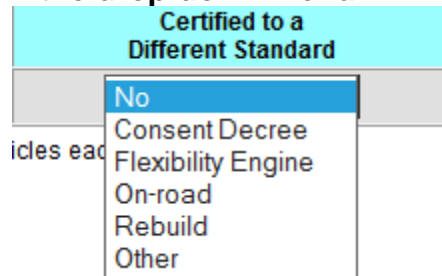 Certified to a
Different Standard
No
Consent Decree
icles eac
Flexibility Engine
On-road
Rebuild
Other